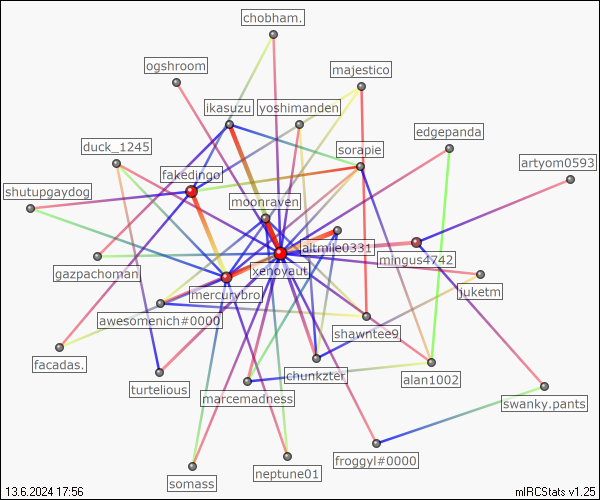 chobham.
ogshroom
majestico
ikasuzu
yoshimanden
edgepanda
duck_1245
sorapie
artyom0593
fakedingo
shutupgaydog
moonraven
altmile0331
mingus4742
xenoyaut
gazpachoman
mercurybro
juketm
awesomenich#0000
shawntee9
facadas.
chunkzter
alan1002
turtelious
marcemadness
swanky.pants
froggyl#0000
neptune01
somass
13.6.2024 17:56
mIRCStats v1.25